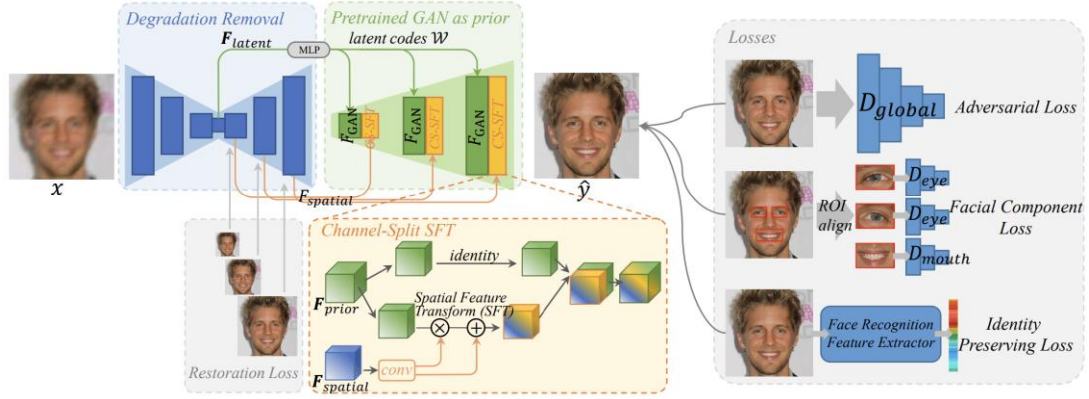 Degradation Removal
Pretrained GAN as prior
Losses
F_latent
MLP
latent codes W
F_GAN
CS-SFT
F_GAN
CS-SFT
F_GAN
CS-SFT
x
ŷ
F_spatial
D_global
Adversarial Loss
ROI
align
D_eye
D_eye
D_mouth
Facial Component
Loss
Channel-Split SFT
identity
F_prior
Spatial Feature
Transform (SFT)
F_spatial
conv
Restoration Loss
Face Recognition
Feature Extractor
Identity
Preserving Loss